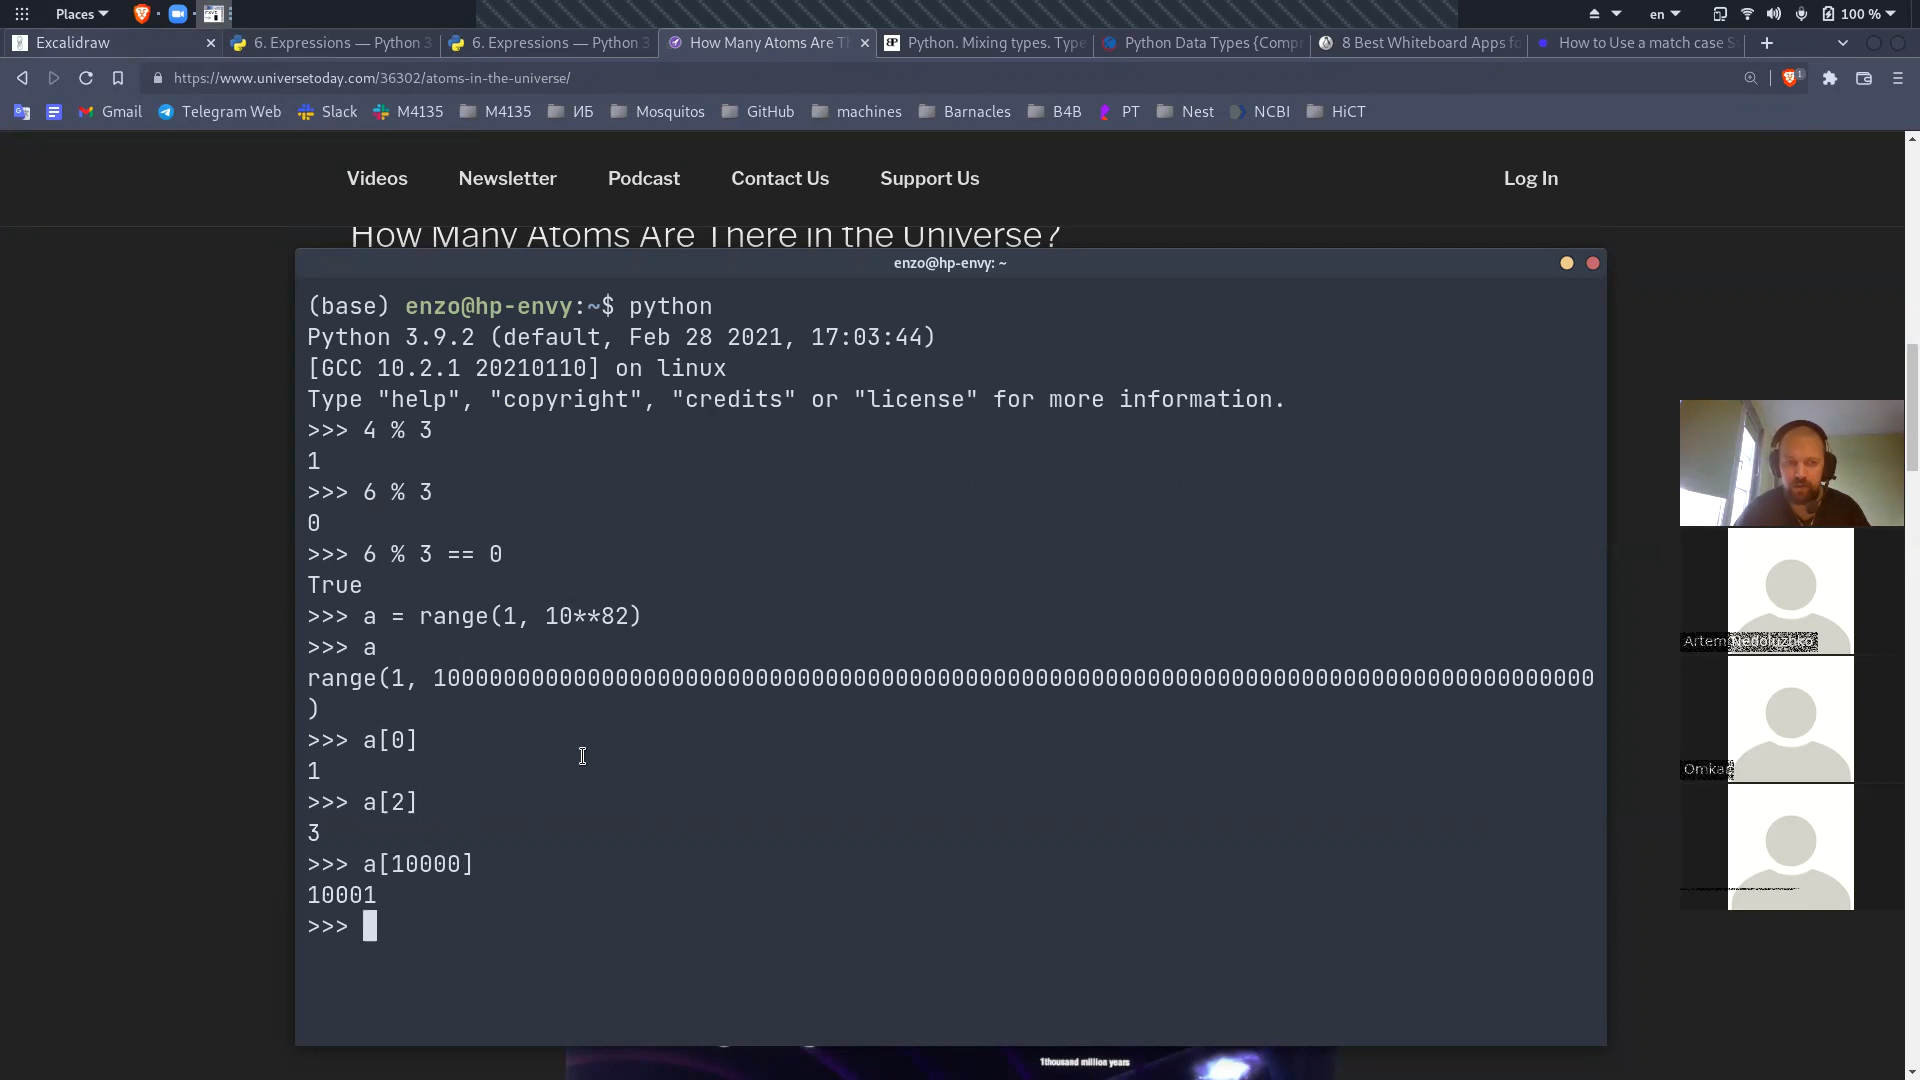 Places
en
100 %
Excalidraw
6. Expressions — Python 3
6. Expressions — Python 3
How Many Atoms Are Th
Python. Mixing types. Type
Python Data Types {Comp
8 Best Whiteboard Apps fo
How to Use a match case S
https://www.universetoday.com/36302/atoms-in-the-universe/
1
Gmail
Telegram Web
Slack
M4135
M4135
ИБ
Mosquitos
GitHub
machines
Barnacles
B4B
PT
Nest
NCBI
HiCT
Videos
Newsletter
Podcast
Contact Us
Support Us
Log In
How Many Atoms Are There in the Universe?
enzo@hp-envy: ~
(base) enzo@hp-envy:~$ python
Python 3.9.2 (default, Feb 28 2021, 17:03:44)
[GCC 10.2.1 20210110] on linux
Type "help", "copyright", "credits" or "license" for more information.
>>> 4 % 3
1
>>> 6 % 3
0
>>> 6 % 3 == 0
True
>>> a = range(1, 10**82)
>>> a
range(1, 10000000000000000000000000000000000000000000000000000000000000000000000000000000000
)
>>> a[0]
1
>>> a[2]
3
>>> a[10000]
10001
>>>
1thousand million years
Artem Nedoluzhko
Omkar